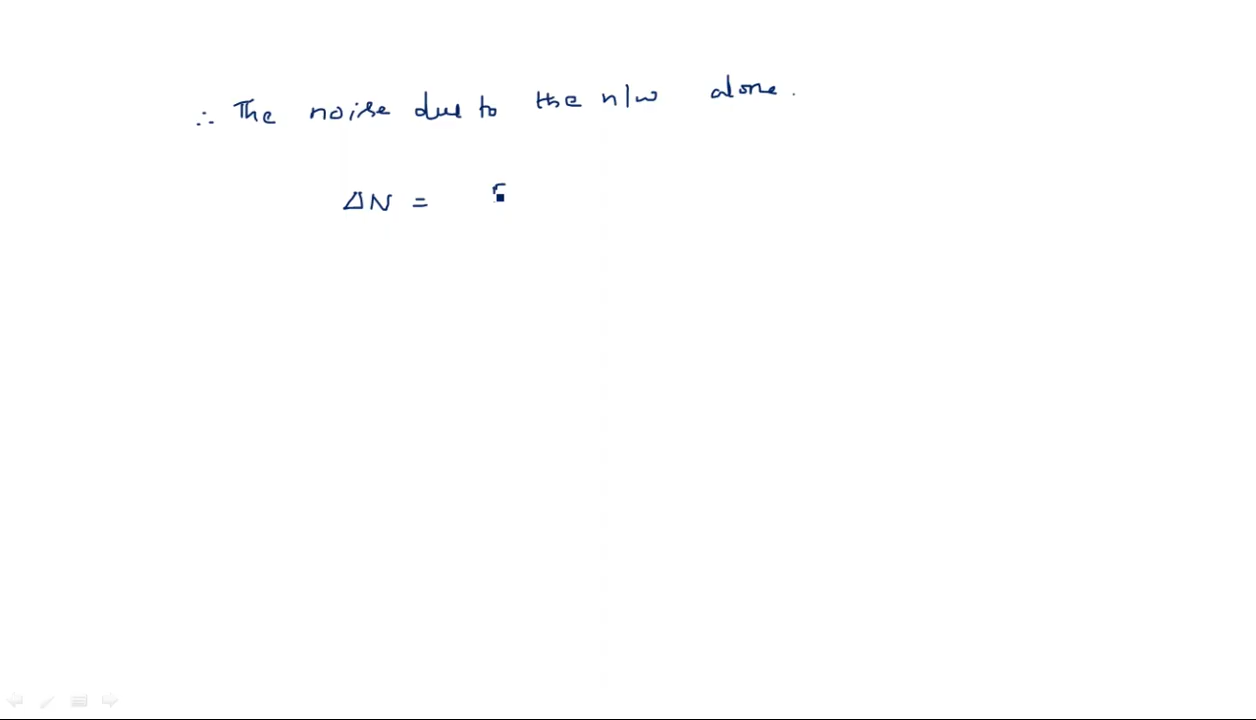 ∴ The noise due to the n/w alone.
ΔN =